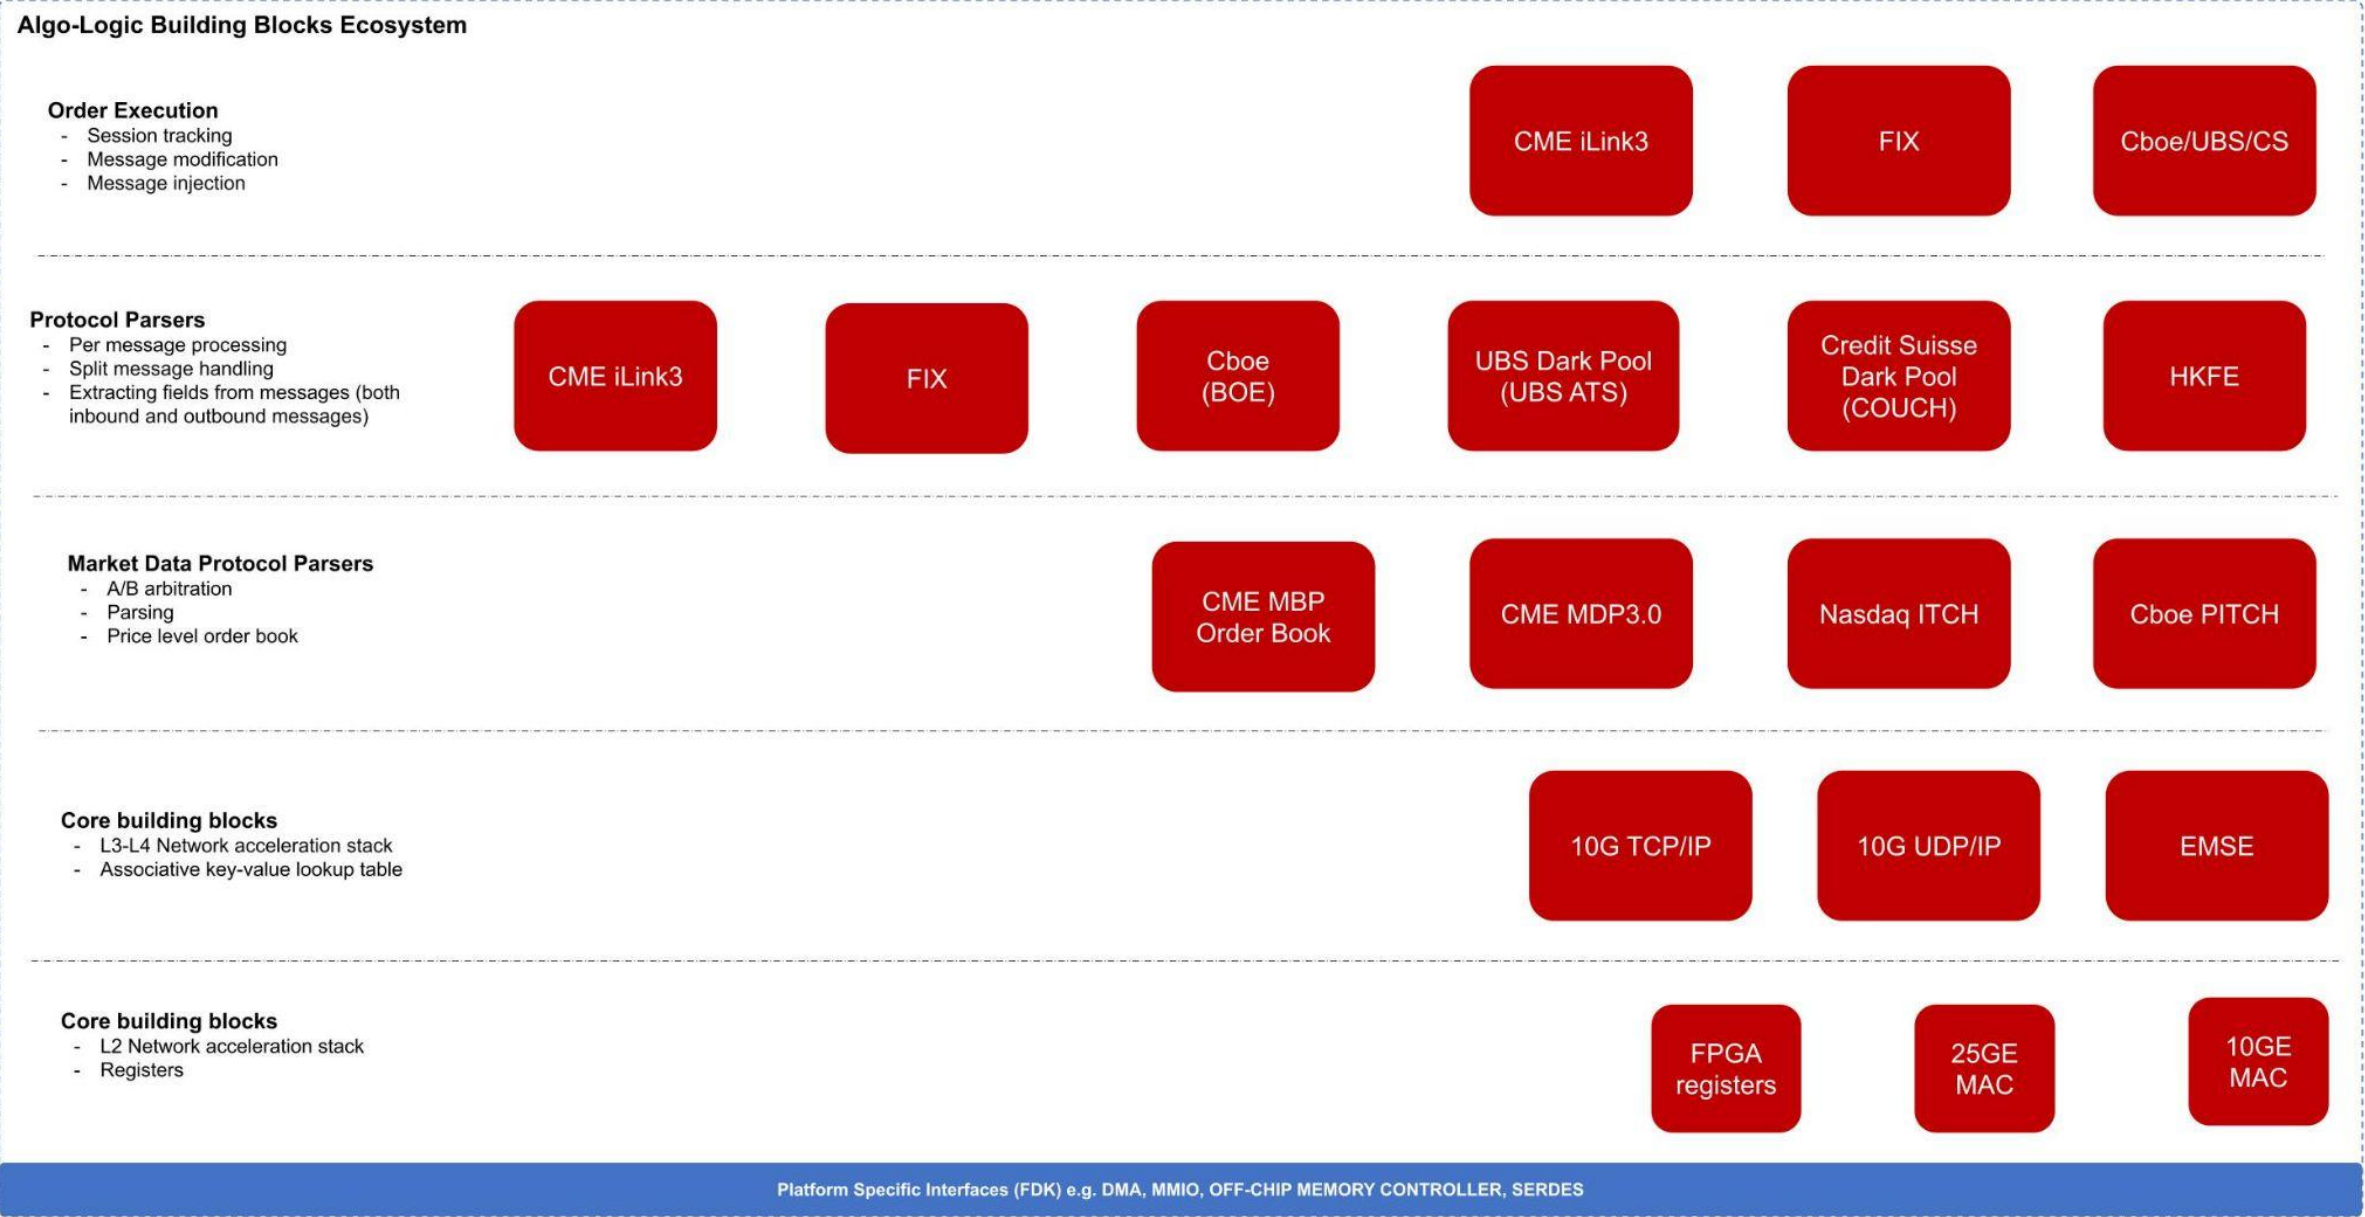 Algo-Logic Building Blocks Ecosystem
Order Execution
- Session tracking
- Message modification
- Message injection
CME iLink3
FIX
Cboe/UBS/CS
Protocol Parsers
- Per message processing
- Split message handling
- Extracting fields from messages (both
inbound and outbound messages)
CME iLink3
FIX
Cboe
(BOE)
UBS Dark Pool
(UBS ATS)
Credit Suisse
Dark Pool
(COUCH)
HKFE
Market Data Protocol Parsers
- A/B arbitration
- Parsing
- Price level order book
CME MBP
Order Book
CME MDP3.0
Nasdaq ITCH
Cboe PITCH
Core building blocks
- L3-L4 Network acceleration stack
- Associative key-value lookup table
10G TCP/IP
10G UDP/IP
EMSE
Core building blocks
- L2 Network acceleration stack
- Registers
FPGA
registers
25GE
MAC
10GE
MAC
Platform Specific Interfaces (FDK) e.g. DMA, MMIO, OFF-CHIP MEMORY CONTROLLER, SERDES